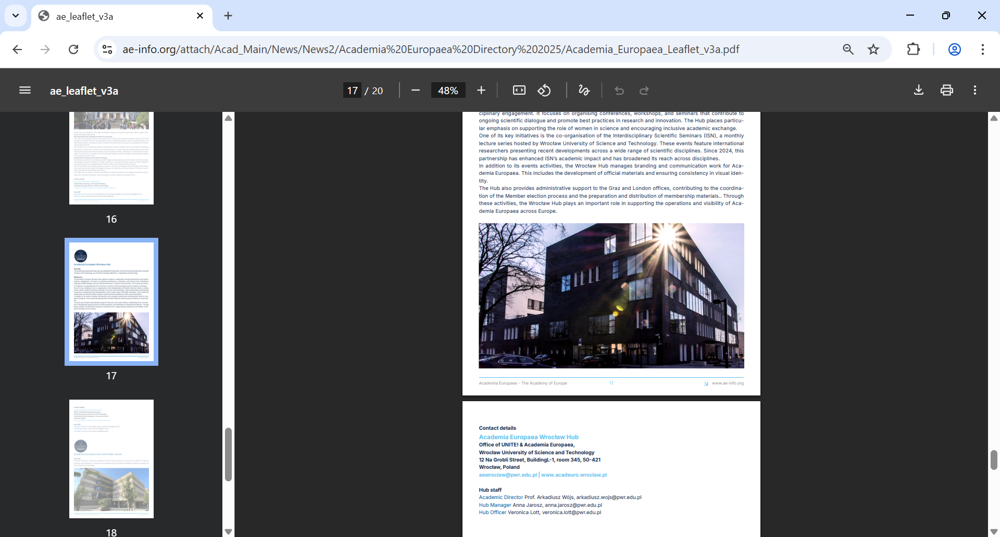 ae_leaflet_v3a
ae-info.org/attach/Acad_Main/News/News2/Academia%20Europaea%20Directory%202025/Academia_Europaea_Leaflet_v3a.pdf
ae_leaflet_v3a
17 / 20
48%
16
Academia Europaea Wrocław Hub
17
18
ciplinary engagement. It focuses on organising conferences, workshops, and seminars that contribute to
ongoing scientific dialogue and promote best practices in research and innovation. The Hub places particu-
lar emphasis on supporting the role of women in science and encouraging inclusive academic exchange.
One of its key initiatives is the co-organisation of the Interdisciplinary Scientific Seminars (ISN), a monthly
lecture series hosted by Wrocław University of Science and Technology. These events feature international
researchers presenting recent developments across a wide range of scientific disciplines. Since 2024, this
partnership has enhanced ISN's academic impact and has broadened its reach across disciplines.
In addition to its events activities, the Wrocław Hub manages branding and communication work for Aca-
demia Europaea. This includes the development of official materials and ensuring consistency in visual iden-
tity.
The Hub also provides administrative support to the Graz and London offices, contributing to the coordina-
tion of the Member election process and the preparation and distribution of membership materials.. Through
these activities, the Wrocław Hub plays an important role in supporting the operations and visibility of Aca-
demia Europaea across Europe.
Academia Europaea - The Academy of Europe 17 www.ae-info.org
Contact details
Academia Europaea Wrocław Hub
Office of UNITE! & Academia Europaea,
Wrocław University of Science and Technology
12 Na Grobli Street, BuildingL-1, room 345, 50-421
Wrocław, Poland
aewroclaw@pwr.edu.pl | www.acadeuro.wroclaw.pl
Hub staff
Academic Director Prof. Arkadiusz Wójs, arkadiusz.wojs@pwr.edu.pl
Hub Manager Anna Jarosz, anna.jarosz@pwr.edu.pl
Hub Officer Veronica Lott, veronica.lott@pwr.edu.pl